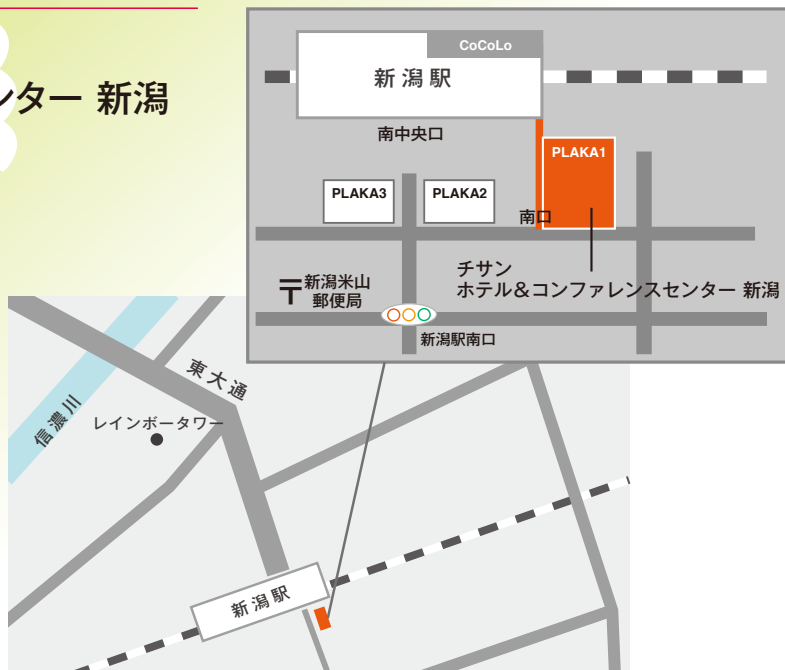 ンター 新潟
CoCoLo
新潟駅
南中央口
PLAKA1
PLAKA3
PLAKA2
南口
チサン
ホテル&コンファレンスセンター 新潟
〒新潟米山
郵便局
新潟駅南口
東大通
信濃川
レインボータワー
新潟駅